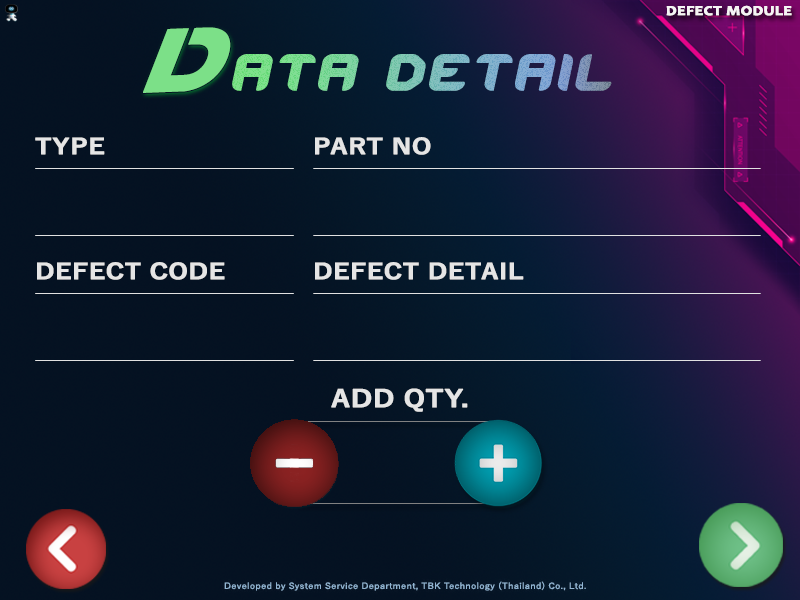 DEFECT MODULE
DATA DETAIL
TYPE
PART NO
DEFECT CODE
DEFECT DETAIL
ADD QTY.
Developed by System Service Department, TBK Technology (Thailand) Co., Ltd.